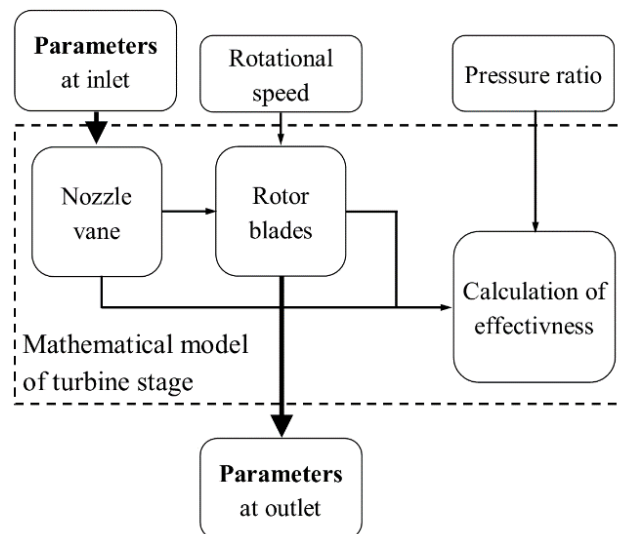 Parameters
at inlet
Rotational
speed
Pressure ratio
Nozzle
vane
Rotor
blades
Calculation of
effectivness
Mathematical model
of turbine stage
Parameters
at outlet